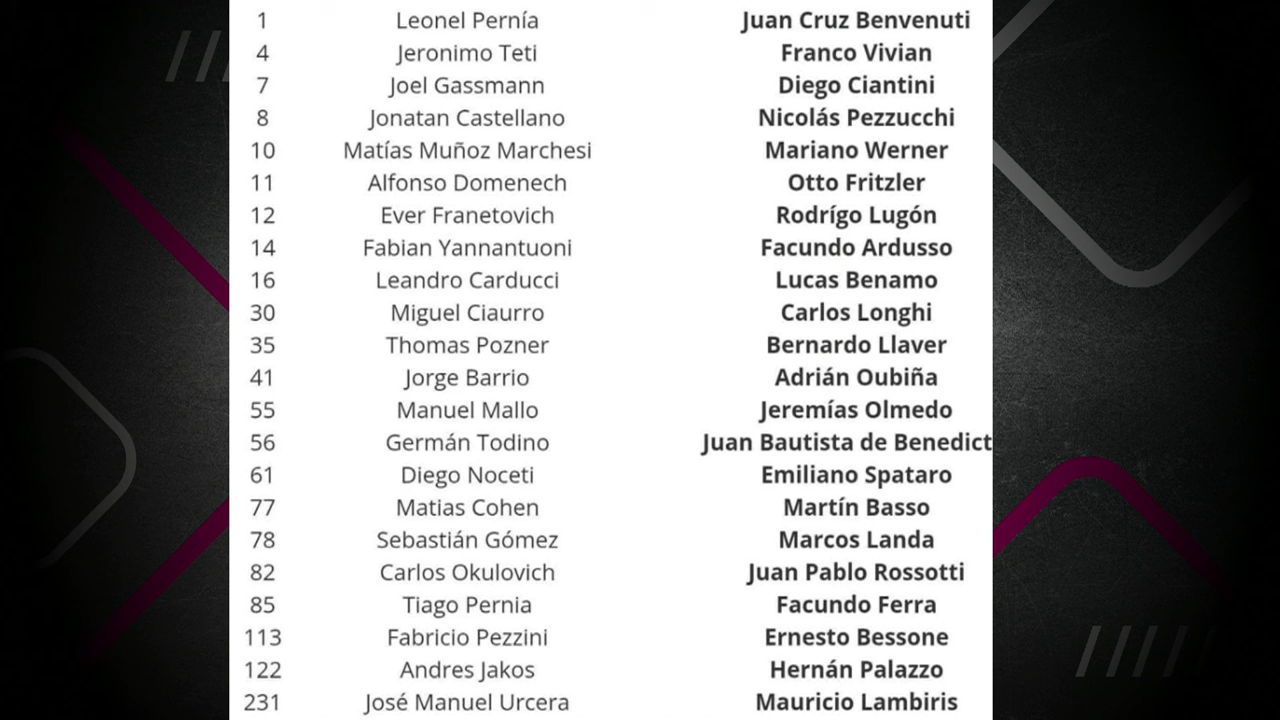 1 Leonel Pernía Juan Cruz Benvenuti
4 Jeronimo Teti Franco Vivian
7 Joel Gassmann Diego Ciantini
8 Jonatan Castellano Nicolás Pezzucchi
10 Matías Muñoz Marchesi Mariano Werner
11 Alfonso Domenech Otto Fritzler
12 Ever Franetovich Rodrígo Lugón
14 Fabian Yannantuoni Facundo Ardusso
16 Leandro Carducci Lucas Benamo
30 Miguel Ciaurro Carlos Longhi
35 Thomas Pozner Bernardo Llaver
41 Jorge Barrio Adrián Oubiña
55 Manuel Mallo Jeremías Olmedo
56 Germán Todino Juan Bautista de Benedict
61 Diego Noceti Emiliano Spataro
77 Matias Cohen Martín Basso
78 Sebastián Gómez Marcos Landa
82 Carlos Okulovich Juan Pablo Rossotti
85 Tiago Pernia Facundo Ferra
113 Fabricio Pezzini Ernesto Bessone
122 Andres Jakos Hernán Palazzo
231 José Manuel Urcera Mauricio Lambiris